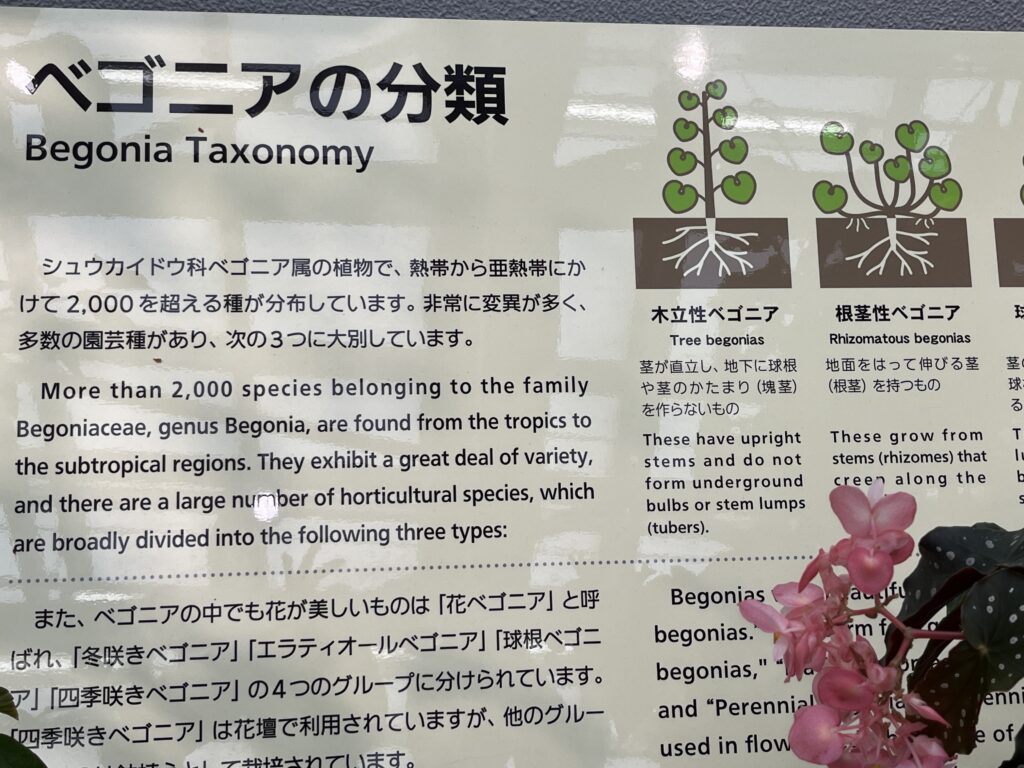 ベゴニアの分類
Begonia Taxonomy
シュウカイドウ科ベゴニア属の植物で、熱帯から亜熱帯にか
けて2,000を超える種が分布しています。非常に変異が多く、
多数の園芸種があり、次の3つに大別しています。
More than 2,000 species belonging to the family
Begoniaceae, genus Begonia, are found from the tropics to
the subtropical regions. They exhibit a great deal of variety,
and there are a large number of horticultural species, which
are broadly divided into the following three types:
木立性ベゴニア
Tree begonias
茎が直立し、地下に球根
や茎のかたまり(塊茎)
を作らないもの
These have upright
stems and do not
form underground
bulbs or stem lumps
(tubers).
根茎性ベゴニア
Rhizomatous begonias
地面をはって伸びる茎
(根茎)を持つもの
These grow from
stems (rhizomes) that
creep along the
また、ベゴニアの中でも花が美しいものは「花ベゴニア」と呼
ばれ、「冬咲きベゴニア」「エラティオールベゴニア」「球根ベゴニ
ア」「四季咲きベゴニア」の4つのグループに分けられています。
「四季咲きベゴニア」は花壇で利用されていますが、他のグルー
として栽培されています。
Begonias
begonias."
begonias,"
and "Perennial
used in flow
of